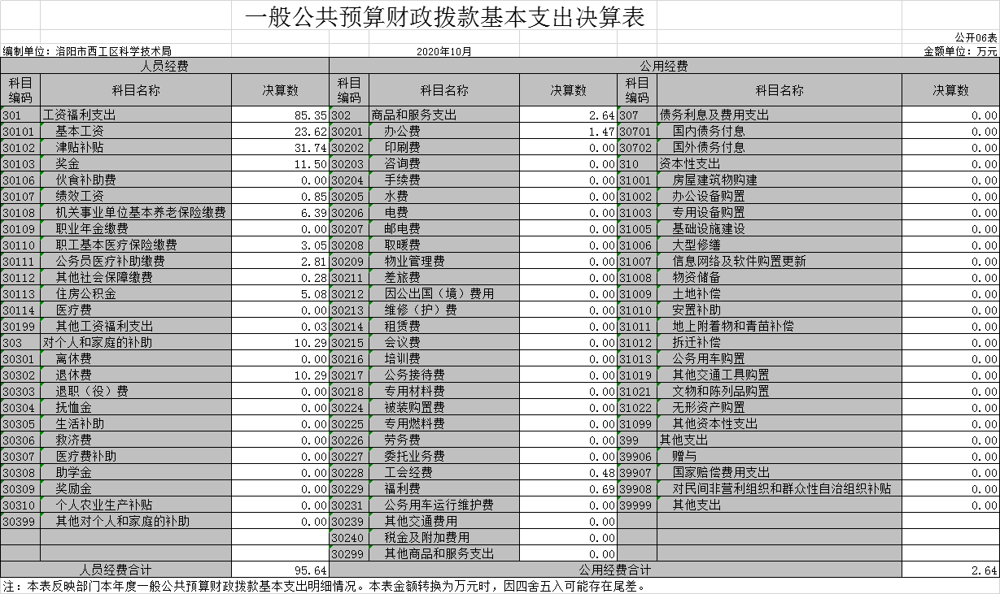 一般公共预算财政拨款基本支出决算表
公开06表
编制单位：洛阳市西工区科学技术局 2020年10月 金额单位：万元
人员经费 公用经费
科目编码 科目名称 决算数 科目编码 科目名称 决算数 科目编码 科目名称 决算数
301 工资福利支出 85.35 302 商品和服务支出 2.64 307 债务利息及费用支出 0.00
30101 基本工资 23.62 30201 办公费 1.47 30701 国内债务付息 0.00
30102 津贴补贴 31.74 30202 印刷费 0.00 30702 国外债务付息 0.00
30103 奖金 11.50 30203 咨询费 0.00 310 资本性支出 0.00
30106 伙食补助费 0.00 30204 手续费 0.00 31001 房屋建筑物购建 0.00
30107 绩效工资 0.85 30205 水费 0.00 31002 办公设备购置 0.00
30108 机关事业单位基本养老保险缴费 6.39 30206 电费 0.00 31003 专用设备购置 0.00
30109 职业年金缴费 0.00 30207 邮电费 0.00 31005 基础设施建设 0.00
30110 职工基本医疗保险缴费 3.05 30208 取暖费 0.00 31006 大型修缮 0.00
30111 公务员医疗补助缴费 2.81 30209 物业管理费 0.00 31007 信息网络及软件购置更新 0.00
30112 其他社会保障缴费 0.28 30211 差旅费 0.00 31008 物资储备 0.00
30113 住房公积金 5.08 30212 因公出国（境）费用 0.00 31009 土地补偿 0.00
30114 医疗费 0.00 30213 维修（护）费 0.00 31010 安置补助 0.00
30199 其他工资福利支出 0.03 30214 租赁费 0.00 31011 地上附着物和青苗补偿 0.00
303 对个人和家庭的补助 10.29 30215 会议费 0.00 31012 拆迁补偿 0.00
30301 离休费 0.00 30216 培训费 0.00 31013 公务用车购置 0.00
30302 退休费 10.29 30217 公务接待费 0.00 31019 其他交通工具购置 0.00
30303 退职（役）费 0.00 30218 专用材料费 0.00 31021 文物和陈列品购置 0.00
30304 抚恤金 0.00 30224 被装购置费 0.00 31022 无形资产购置 0.00
30305 生活补助 0.00 30225 专用燃料费 0.00 31099 其他资本性支出 0.00
30306 救济费 0.00 30226 劳务费 0.00 399 其他支出 0.00
30307 医疗费补助 0.00 30227 委托业务费 0.00 39906 赠与 0.00
30308 助学金 0.00 30228 工会经费 0.48 39907 国家赔偿费用支出 0.00
30309 奖励金 0.00 30229 福利费 0.69 39908 对民间非营利组织和群众性自治组织补贴 0.00
30310 个人农业生产补贴 0.00 30231 公务用车运行维护费 0.00 39999 其他支出 0.00
30399 其他对个人和家庭的补助 0.00 30239 其他交通费用 0.00
30240 税金及附加费用 0.00
30299 其他商品和服务支出 0.00
人员经费合计 95.64 公用经费合计 2.64
注：本表反映部门本年度一般公共预算财政拨款基本支出明细情况。本表金额转换为万元时，因四舍五入可能存在尾差。